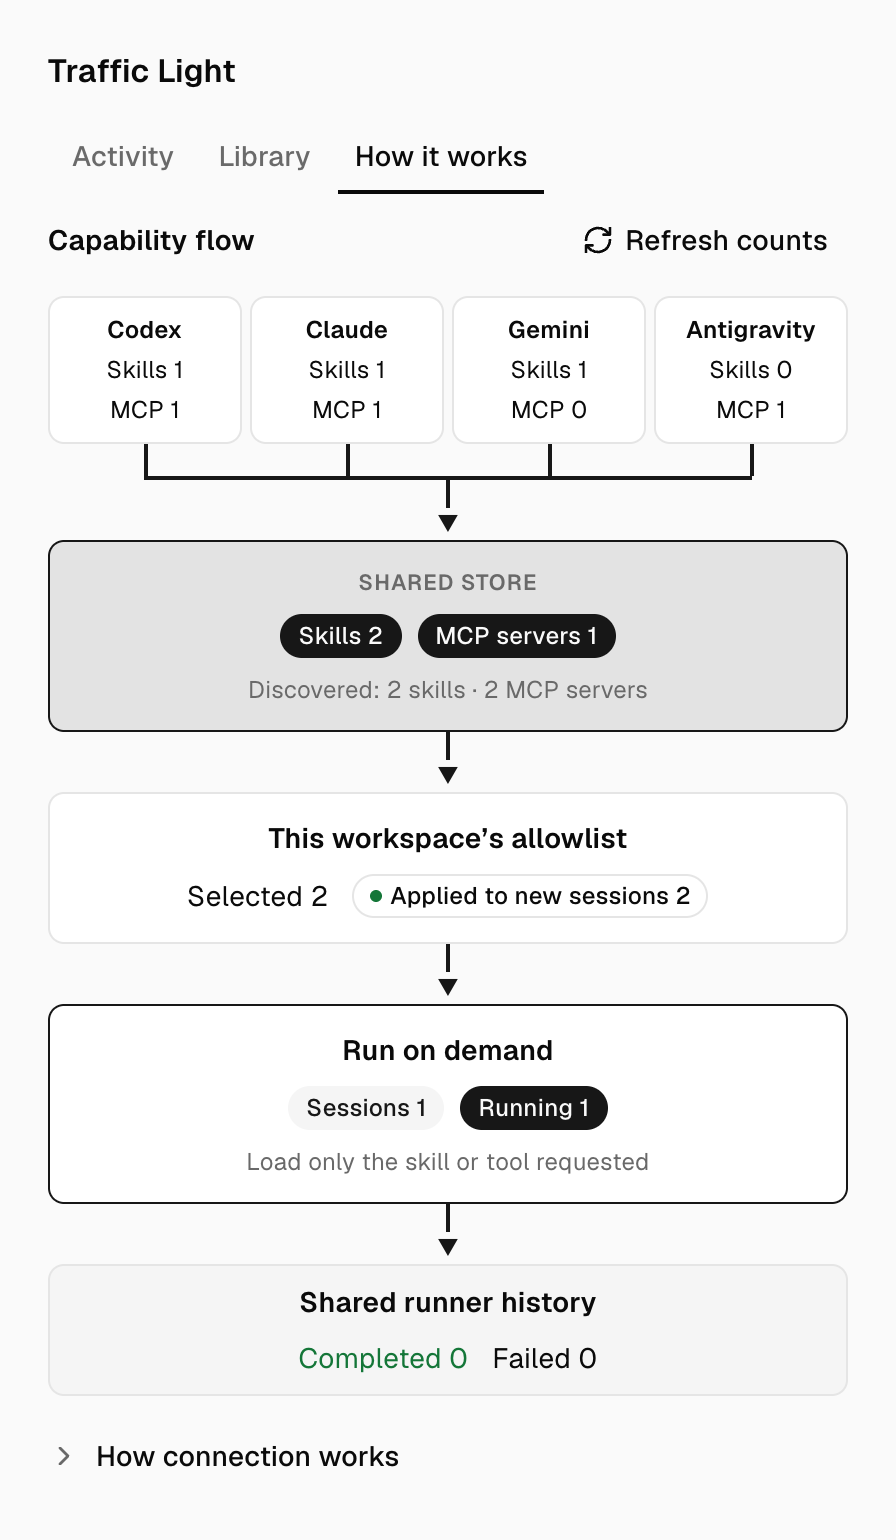 Traffic Light
Activity Library How it works
Capability flow Refresh counts
Codex
Skills 1
MCP 1
Claude
Skills 1
MCP 1
Gemini
Skills 1
MCP 0
Antigravity
Skills 0
MCP 1
SHARED STORE
Skills 2 MCP servers 1
Discovered: 2 skills · 2 MCP servers
This workspace’s allowlist
Selected 2 Applied to new sessions 2
Run on demand
Sessions 1 Running 1
Load only the skill or tool requested
Shared runner history
Completed 0 Failed 0
How connection works